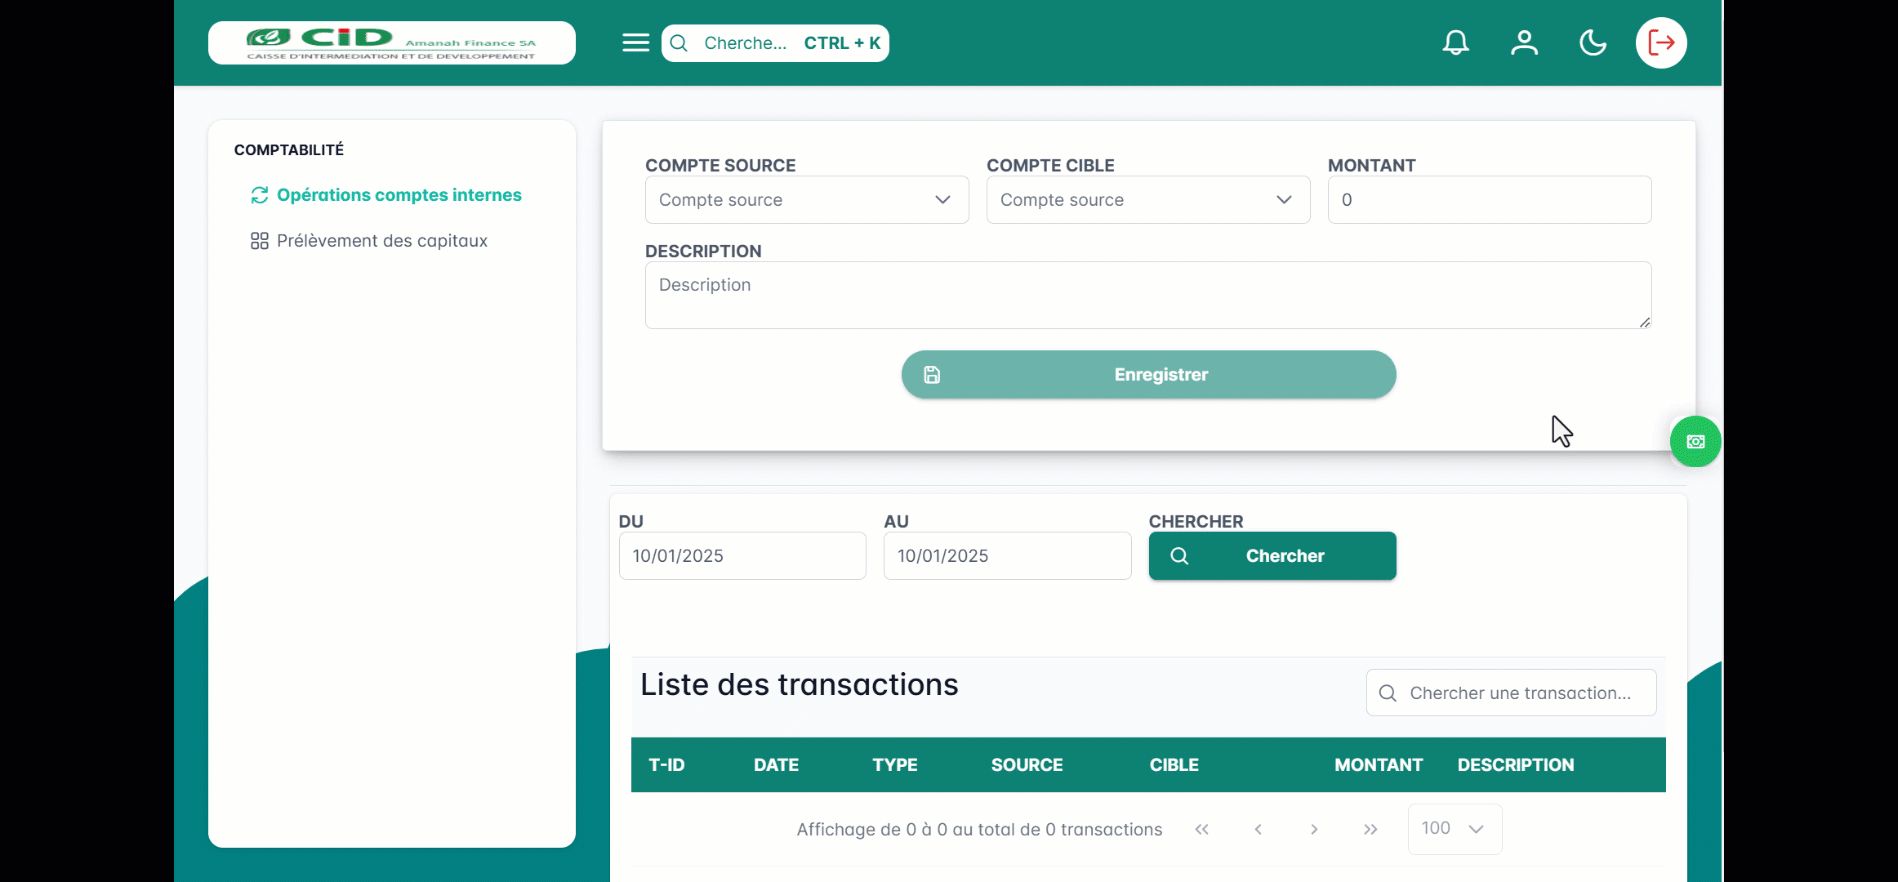 CID Amanah Finance SA
CAISSE D'INTERMEDIATION ET DE DEVELOPPEMENT
Cherche... CTRL + K
COMPTABILITÉ
Opérations comptes internes
Prélèvement des capitaux
COMPTE SOURCE COMPTE CIBLE MONTANT
Compte source Compte source 0
DESCRIPTION
Description
Enregistrer
DU AU CHERCHER
10/01/2025 10/01/2025 Chercher
Liste des transactions Chercher une transaction...
T-ID DATE TYPE SOURCE CIBLE MONTANT DESCRIPTION
Affichage de 0 à 0 au total de 0 transactions 100